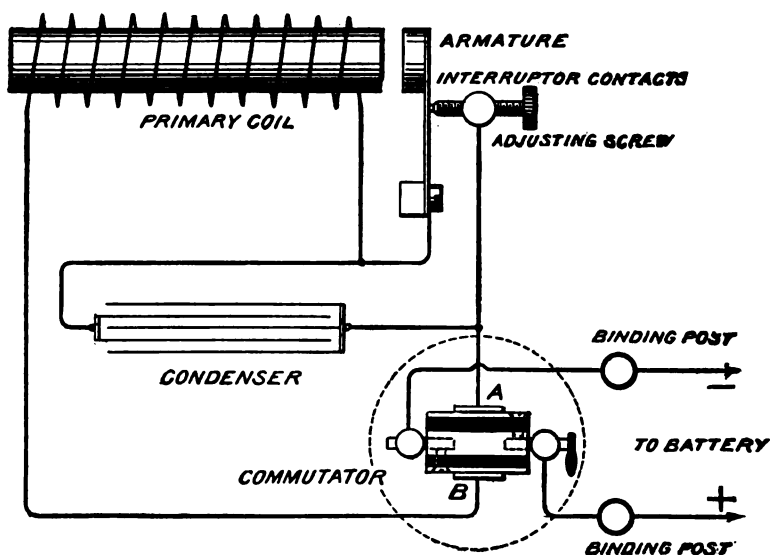 ARMATURE
INTERRUPTOR CONTACTS
PRIMARY COIL
ADJUSTING SCREW
BINDING POST
CONDENSER
A
−
TO BATTERY
COMMUTATOR
B
+
BINDING POST